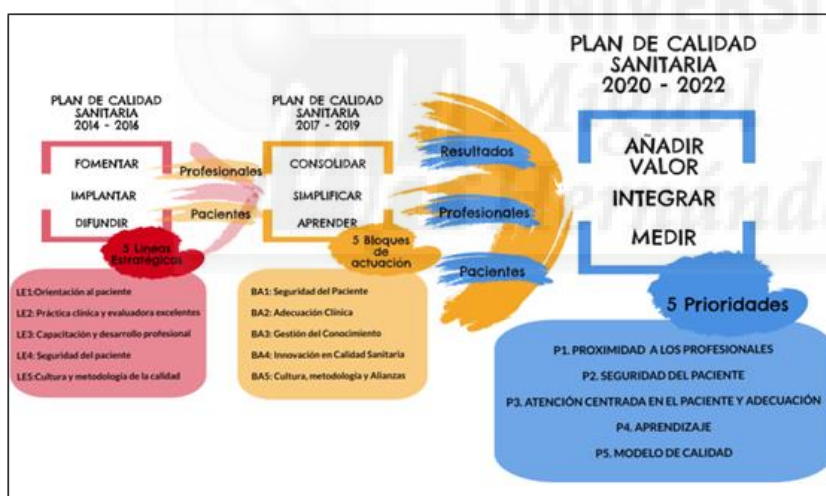 UNIVERSI
Miguel
Hernánd
PLAN DE CALIDAD
SANITARIA
2014 - 2016
FOMENTAR
IMPLANTAR
DIFUNDIR
5 Líneas
Estratégicas
LE1:Orientación al paciente
LE2: Práctica clínica y evaluadora excelentes
LE3: Capacitación y desarrollo profesional
LE4: Seguridad del paciente
LE5:Cultura y metodología de la calidad
Profesionales
Pacientes
PLAN DE CALIDAD
SANITARIA
2017 - 2019
CONSOLIDAR
SIMPLIFICAR
APRENDER
5 Bloques
de
actuación
BA1: Seguridad del Paciente
BA2: Adecuación Clínica
BA3: Gestión del Conocimiento
BA4: Innovación en Calidad Sanitaria
BA5: Cultura, metodología y Alianzas
Resultados
Profesionales
Pacientes
PLAN DE CALIDAD
SANITARIA
2020 - 2022
AÑADIR
VALOR
INTEGRAR
MEDIR
5 Prioridades
P1. PROXIMIDAD A LOS PROFESIONALES
P2. SEGURIDAD DEL PACIENTE
P3. ATENCIÓN CENTRADA EN EL PACIENTE Y ADECUACIÓN
P4. APRENDIZAJE
P5. MODELO DE CALIDAD